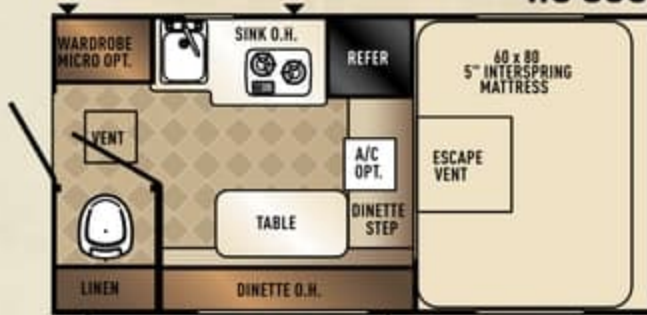 WARDROBE
MICRO OPT.
SINK O.H.
REFER
60 x 80
5" INTERSPRING
MATTRESS
VENT
A/C
OPT.
ESCAPE
VENT
TABLE
DINETTE
STEP
LINEN
DINETTE O.H.